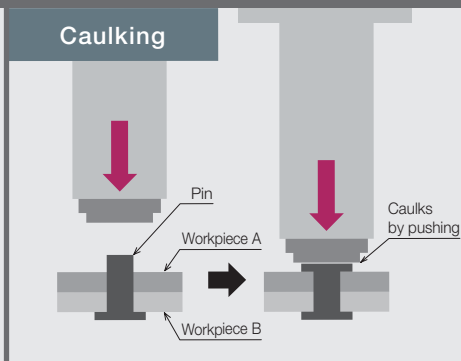 Caulking
Pin
Workpiece A
Workpiece B
Caulks
by pushing